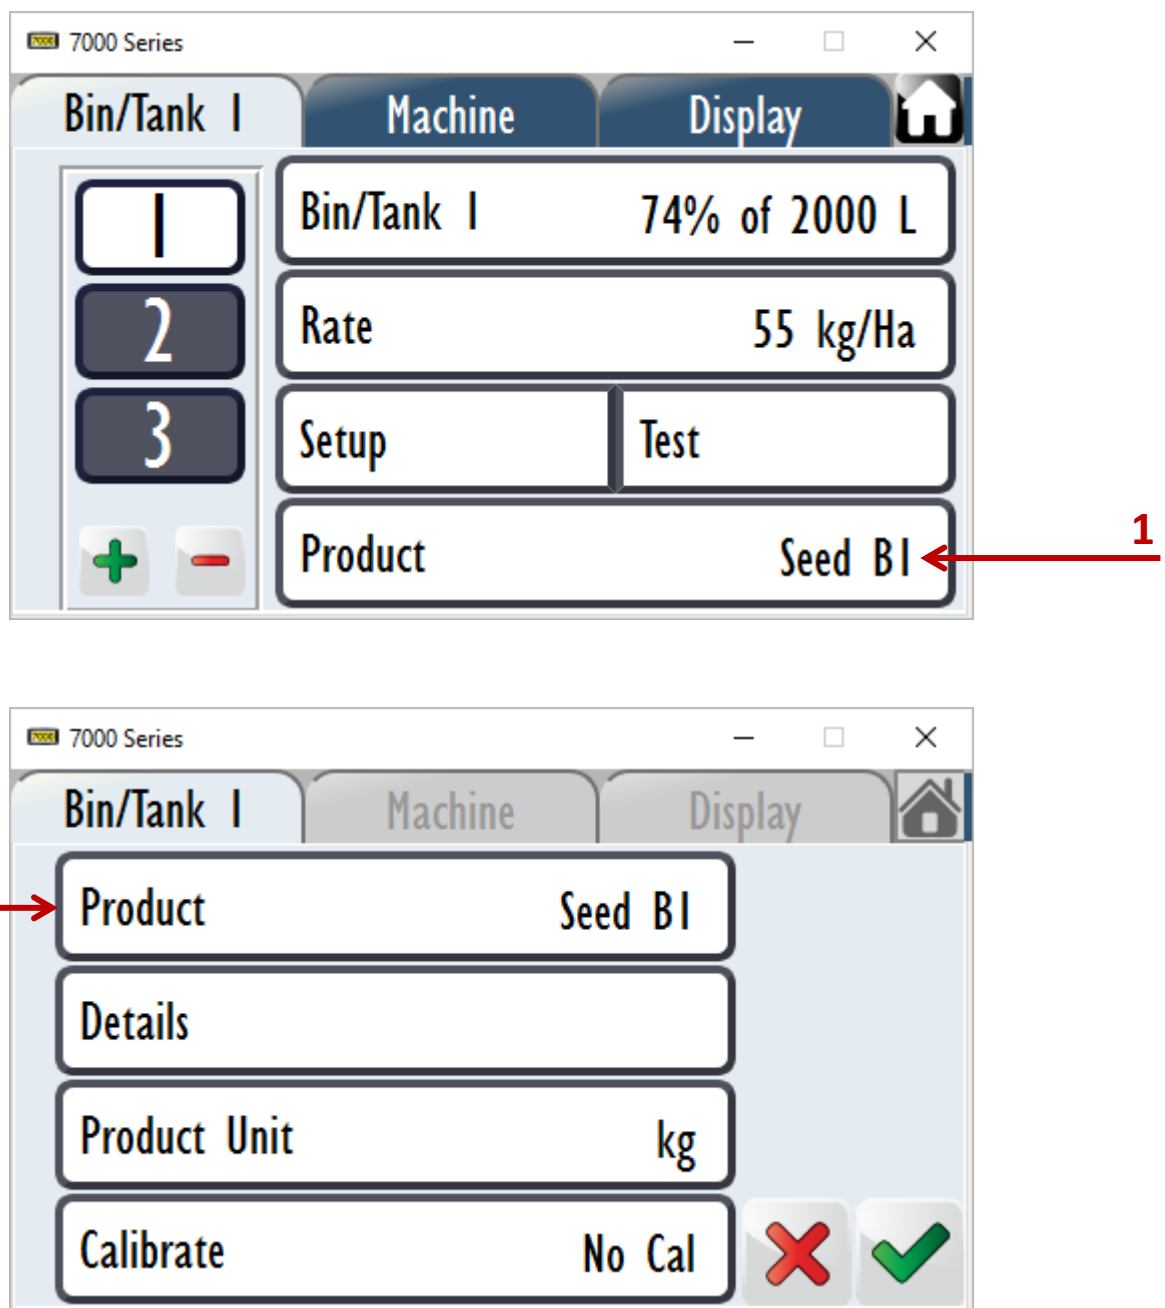 7000 Series
Bin/Tank 1 Machine Display
1
Bin/Tank 1 74% of 2000 L
2
Rate 55 kg/Ha
3
Setup Test
Product Seed B1
1
7000 Series
Bin/Tank 1 Machine Display
Product Seed B1
Details
Product Unit kg
Calibrate No Cal